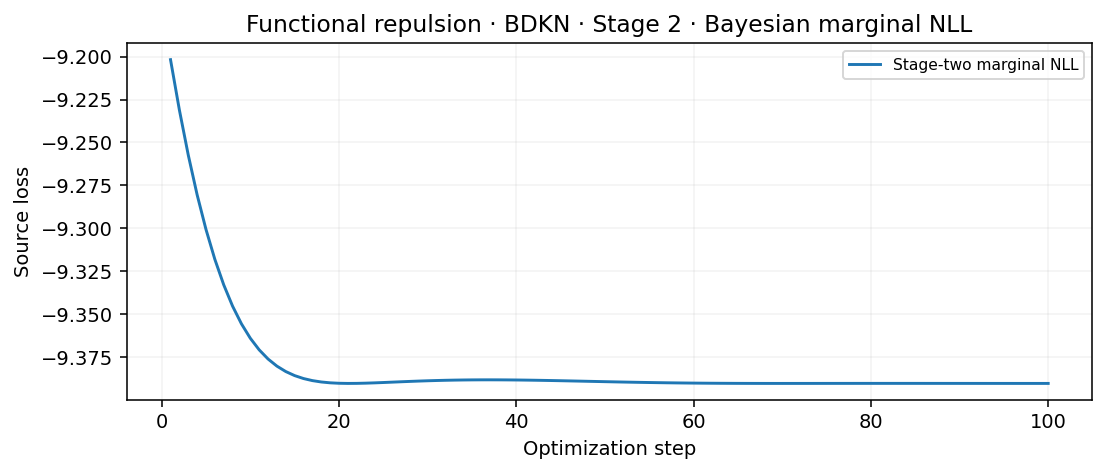 Functional repulsion · BDKN · Stage 2 · Bayesian marginal NLL
Stage-two marginal NLL
Source loss
−9.200
−9.225
−9.250
−9.275
−9.300
−9.325
−9.350
−9.375
0 20 40 60 80 100
Optimization step